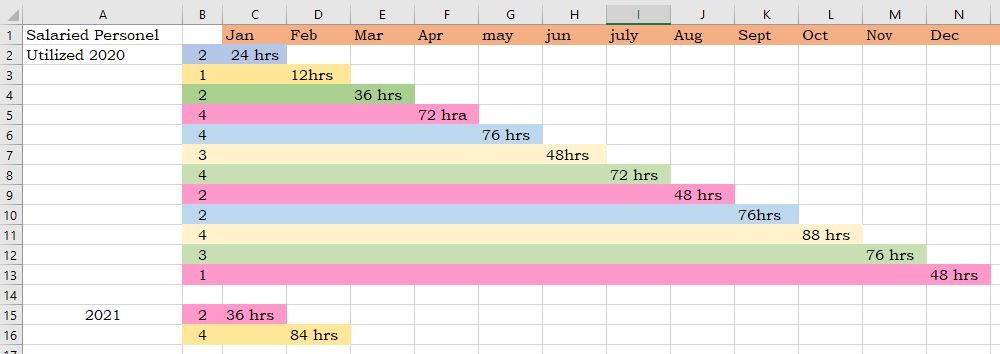 A B C D E F G H I J K L M N
1 Salaried Personel Jan Feb Mar Apr may jun july Aug Sept Oct Nov Dec
2 Utilized 2020 2 24 hrs
3 1 12hrs
4 2 36 hrs
5 4 72 hra
6 4 76 hrs
7 3 48hrs
8 4 72 hrs
9 2 48 hrs
10 2 76hrs
11 4 88 hrs
12 3 76 hrs
13 1 48 hrs
14
15 2021 2 36 hrs
16 4 84 hrs